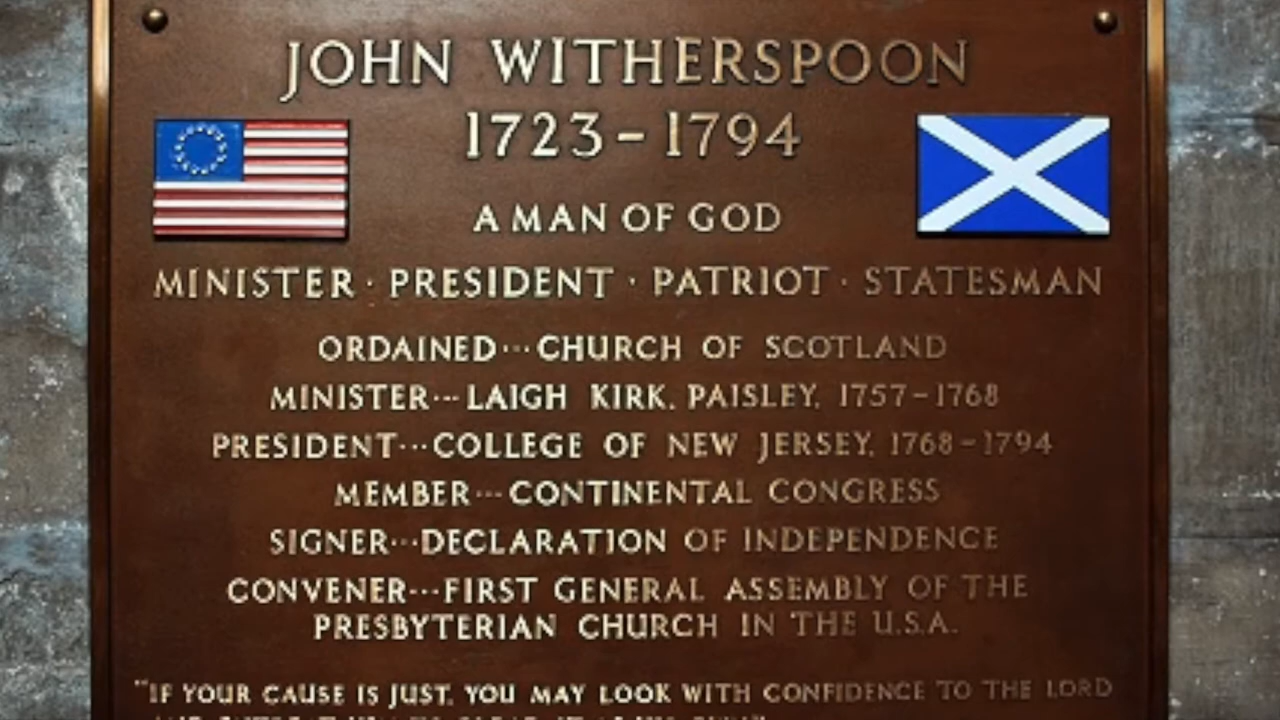 JOHN WITHERSPOON
1723-1794
A MAN OF GOD
MINISTER · PRESIDENT · PATRIOT · STATESMAN
ORDAINED···CHURCH OF SCOTLAND
MINISTER···LAIGH KIRK, PAISLEY, 1757-1768
PRESIDENT···COLLEGE OF NEW JERSEY, 1768-1794
MEMBER···CONTINENTAL CONGRESS
SIGNER···DECLARATION OF INDEPENDENCE
CONVENER···FIRST GENERAL ASSEMBLY OF THE
PRESBYTERIAN CHURCH IN THE U.S.A.
"IF YOUR CAUSE IS JUST, YOU MAY LOOK WITH CONFIDENCE TO THE LORD